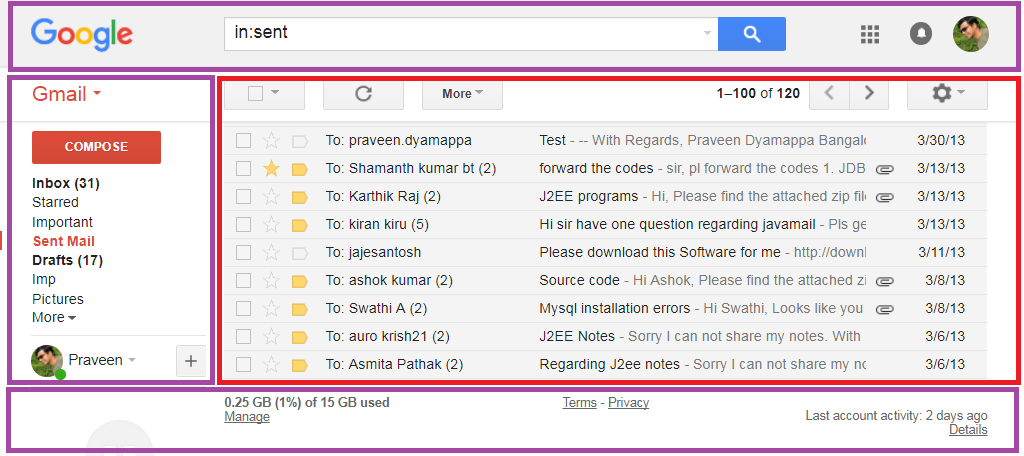 Google
in:sent
Gmail
More
1–100 of 120
COMPOSE
Inbox (31)
Starred
Important
Sent Mail
Drafts (17)
Imp
Pictures
More
Praveen
To: praveen.dyamappa Test - -- With Regards, Praveen Dyamappa Bangal 3/30/13
To: Shamanth kumar bt (2) forward the codes - sir, pl forward the codes 1. JDB 3/13/13
To: Karthik Raj (2) J2EE programs - Hi, Please find the attached zip file 3/13/13
To: kiran kiru (5) Hi sir have one question regarding javamail - Pls ge 3/13/13
To: jajesantosh Please download this Software for me - http://downl 3/11/13
To: ashok kumar (2) Source code - Hi Ashok, Please find the attached zi 3/8/13
To: Swathi A (2) Mysql installation errors - Hi Swathi, Looks like you 3/8/13
To: auro krish21 (2) J2EE Notes - Sorry I can not share my notes. With 3/6/13
To: Asmita Pathak (2) Regarding J2ee notes - Sorry I can not share my no 3/6/13
0.25 GB (1%) of 15 GB used
Manage
Terms - Privacy
Last account activity: 2 days ago
Details